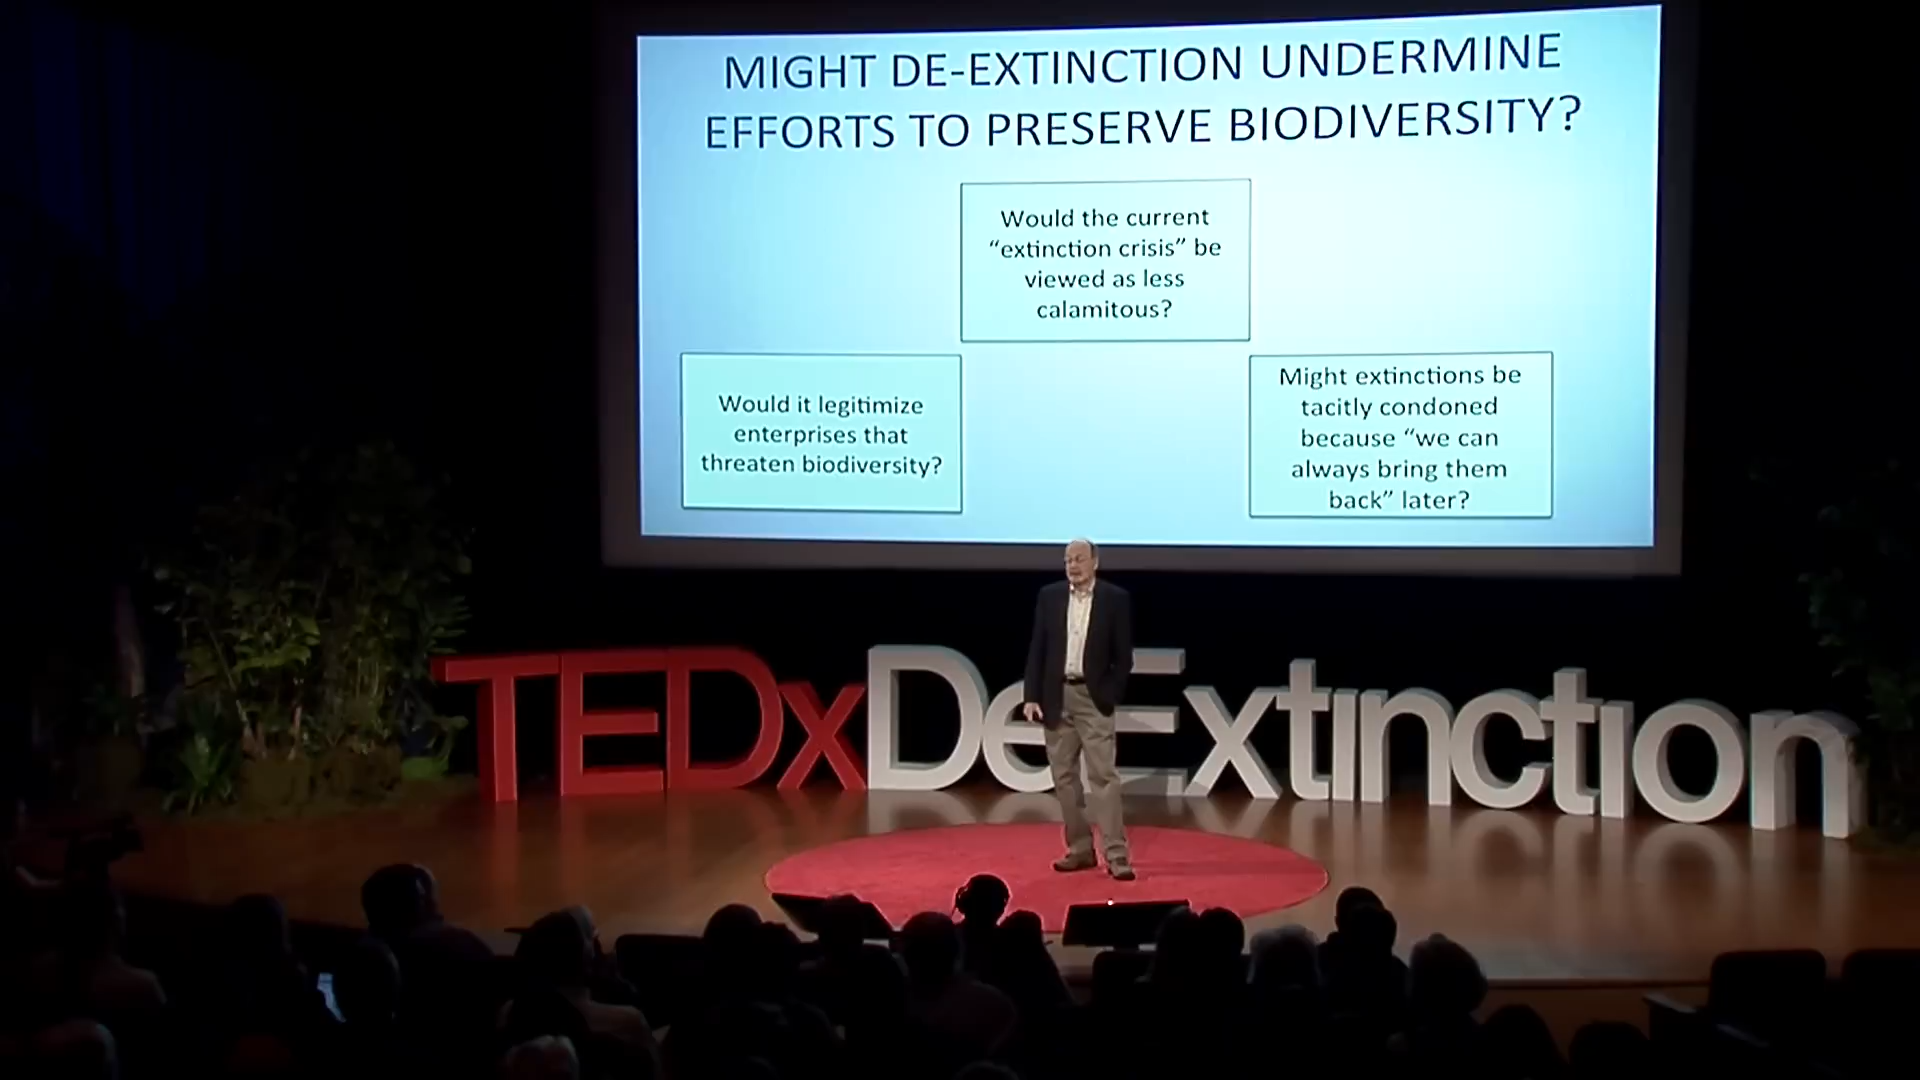 MIGHT DE-EXTINCTION UNDERMINE
EFFORTS TO PRESERVE BIODIVERSITY?
Would the current
“extinction crisis” be
viewed as less
calamitous?
Would it legitimize
enterprises that
threaten biodiversity?
Might extinctions be
tacitly condoned
because “we can
always bring them
back” later?
TEDxDeExtinction